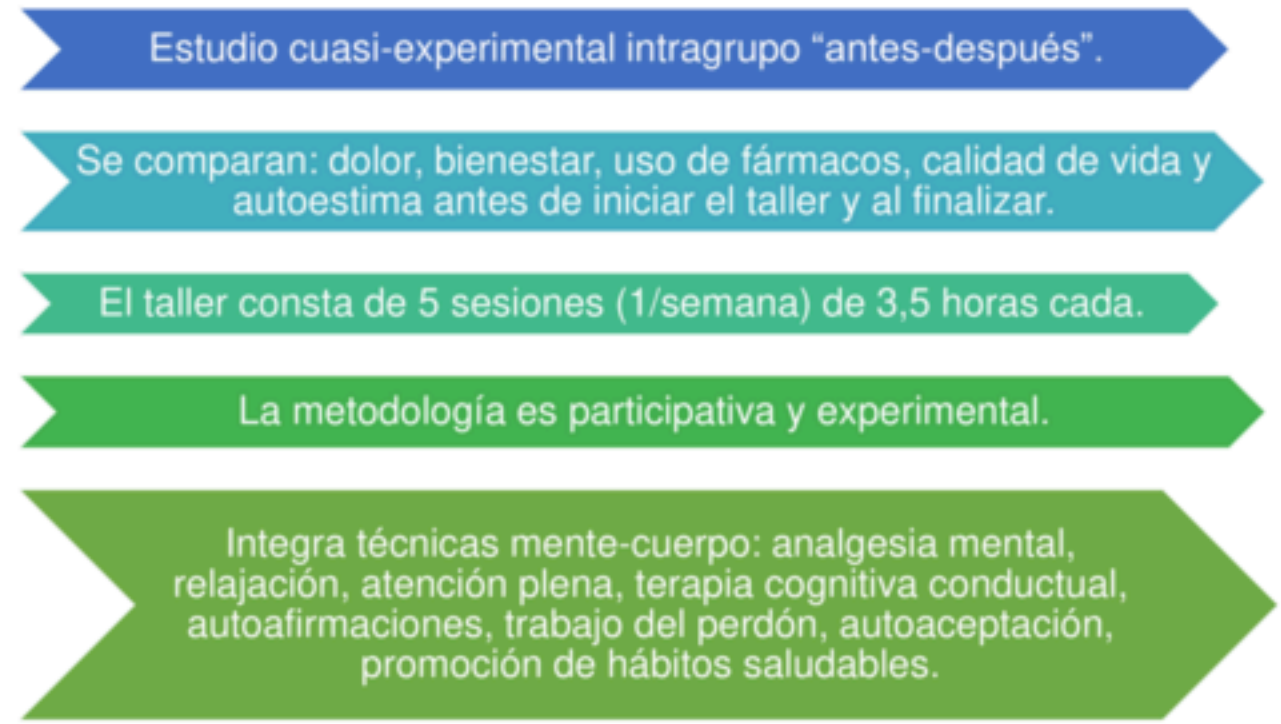 Estudio cuasi-experimental intragrupo “antes-después”.
Se comparan: dolor, bienestar, uso de fármacos, calidad de vida y
autoestima antes de iniciar el taller y al finalizar.
El taller consta de 5 sesiones (1/semana) de 3,5 horas cada.
La metodología es participativa y experimental.
Integra técnicas mente-cuerpo: analgesia mental,
relajación, atención plena, terapia cognitiva conductual,
autoafirmaciones, trabajo del perdón, autoaceptación,
promoción de hábitos saludables.